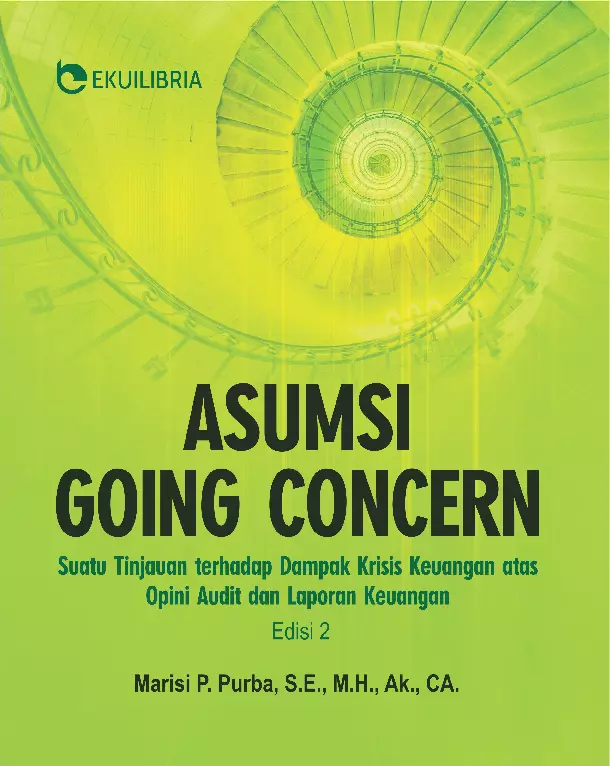 EKUILIBRIA
ASUMSI
GOING CONCERN
Suatu Tinjauan terhadap Dampak Krisis Keuangan atas
Opini Audit dan Laporan Keuangan
Edisi 2
Marisi P. Purba, S.E., M.H., Ak., CA.